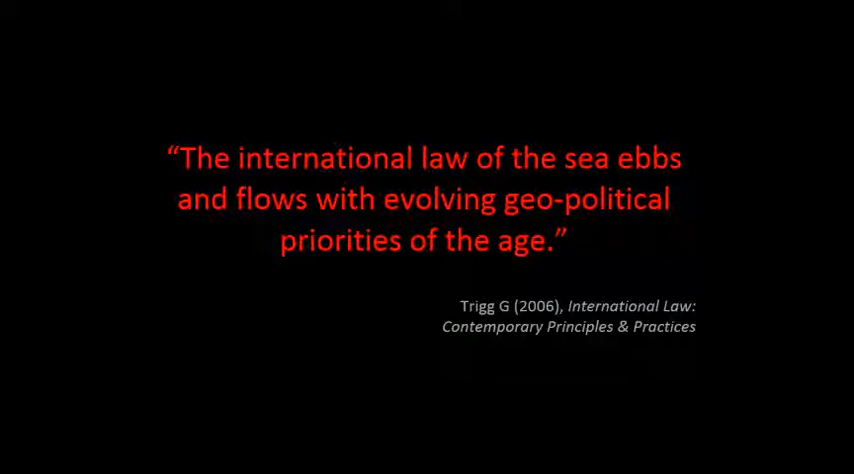 “The international law of the sea ebbs
and flows with evolving geo-political
priorities of the age.”
Trigg G (2006), International Law:
Contemporary Principles & Practices